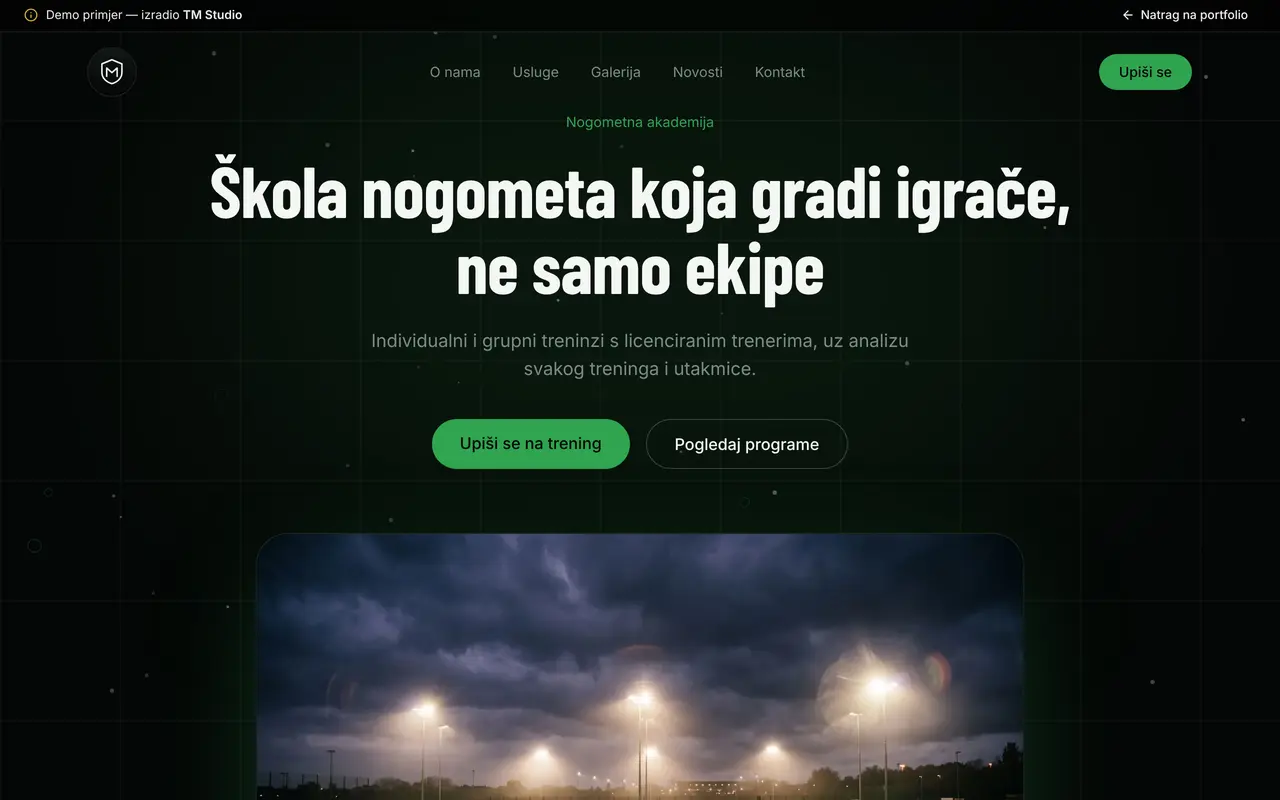 Demo primjer — izradio TM Studio
Natrag na portfolio
M
O nama
Usluge
Galerija
Novosti
Kontakt
Upiši se
Nogometna akademija
Škola nogometa koja gradi igrače,
ne samo ekipe
Individualni i grupni treninzi s licenciranim trenerima, uz analizu
svakog treninga i utakmice.
Upiši se na trening
Pogledaj programe